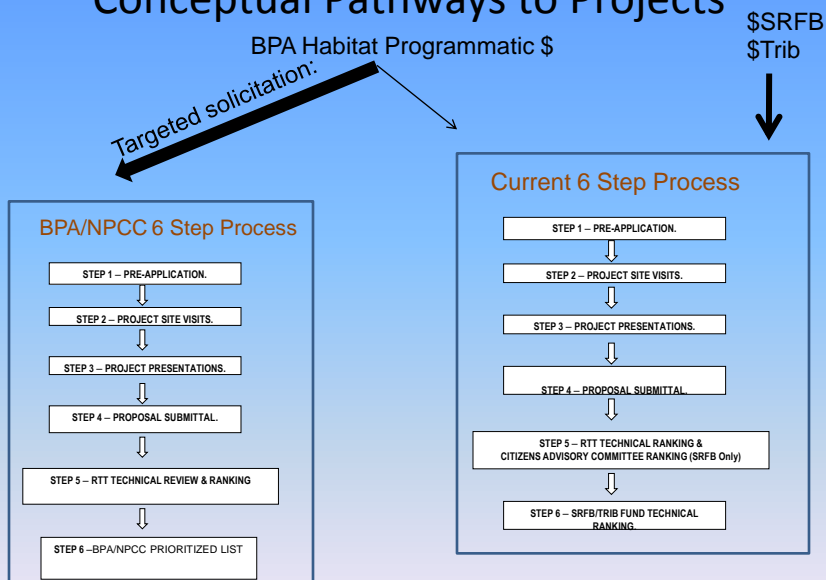 Conceptual Pathways to Projects
$SRFB
$Trib
BPA Habitat Programmatic $
Targeted solicitation:
BPA/NPCC 6 Step Process
STEP 1 – PRE-APPLICATION.
STEP 2 – PROJECT SITE VISITS.
STEP 3 – PROJECT PRESENTATIONS.
STEP 4 – PROPOSAL SUBMITTAL.
STEP 5 – RTT TECHNICAL REVIEW & RANKING
STEP 6 –BPA/NPCC PRIORITIZED LIST
Current 6 Step Process
STEP 1 – PRE-APPLICATION.
STEP 2 – PROJECT SITE VISITS.
STEP 3 – PROJECT PRESENTATIONS.
STEP 4 – PROPOSAL SUBMITTAL.
STEP 5 – RTT TECHNICAL RANKING &
CITIZENS ADVISORY COMMITTEE RANKING (SRFB Only)
STEP 6 – SRFB/TRIB FUND TECHNICAL
RANKING.